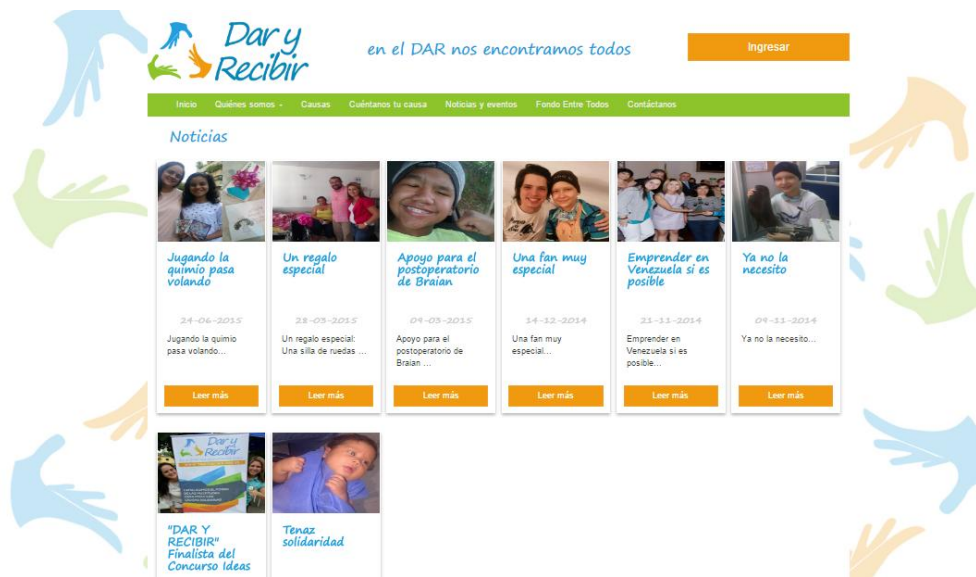 Dar y
Recibir
en el DAR nos encontramos todos
Ingresar
Inicio Quiénes somos Causas Cuéntanos tu causa Noticias y eventos Fondo Entre Todos Contáctanos
Noticias
Jugando la
quimio pasa
volando
24-06-2015
Jugando la quimio
pasa volando...
Leer más
Un regalo
especial
28-03-2015
Un regalo especial:
Una silla de ruedas ...
Leer más
Apoyo para el
postoperatorio
de Braian
09-03-2015
Apoyo para el
postoperatorio de
Braian ...
Leer más
Una fan muy
especial
14-12-2014
Una fan muy
especial...
Leer más
Emprender en
Venezuela si es
posible
21-11-2014
Emprender en
Venezuela si es
posible...
Leer más
Ya no la
necesito
09-11-2014
Ya no la necesito...
Leer más
Dar y
Recibir
"DAR Y
RECIBIR"
Finalista del
Concurso Ideas
Tenaz
solidaridad